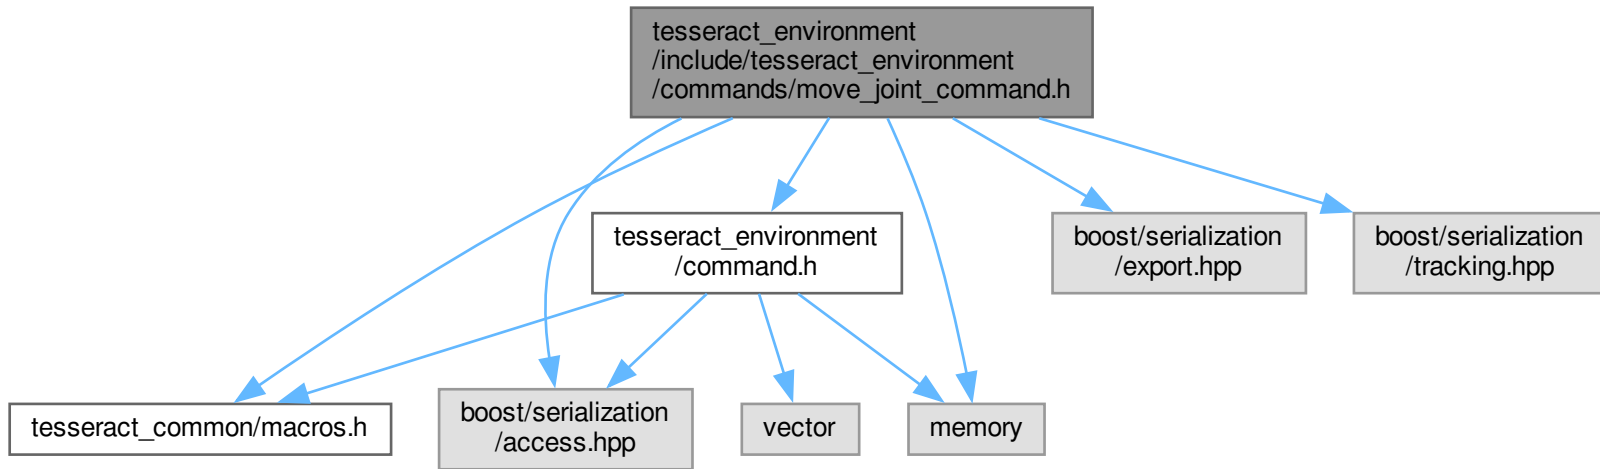 tesseract_environment
/include/tesseract_environment
/commands/move_joint_command.h
tesseract_environment
/command.h
boost/serialization
/export.hpp
boost/serialization
/tracking.hpp
tesseract_common/macros.h
boost/serialization
/access.hpp
vector
memory